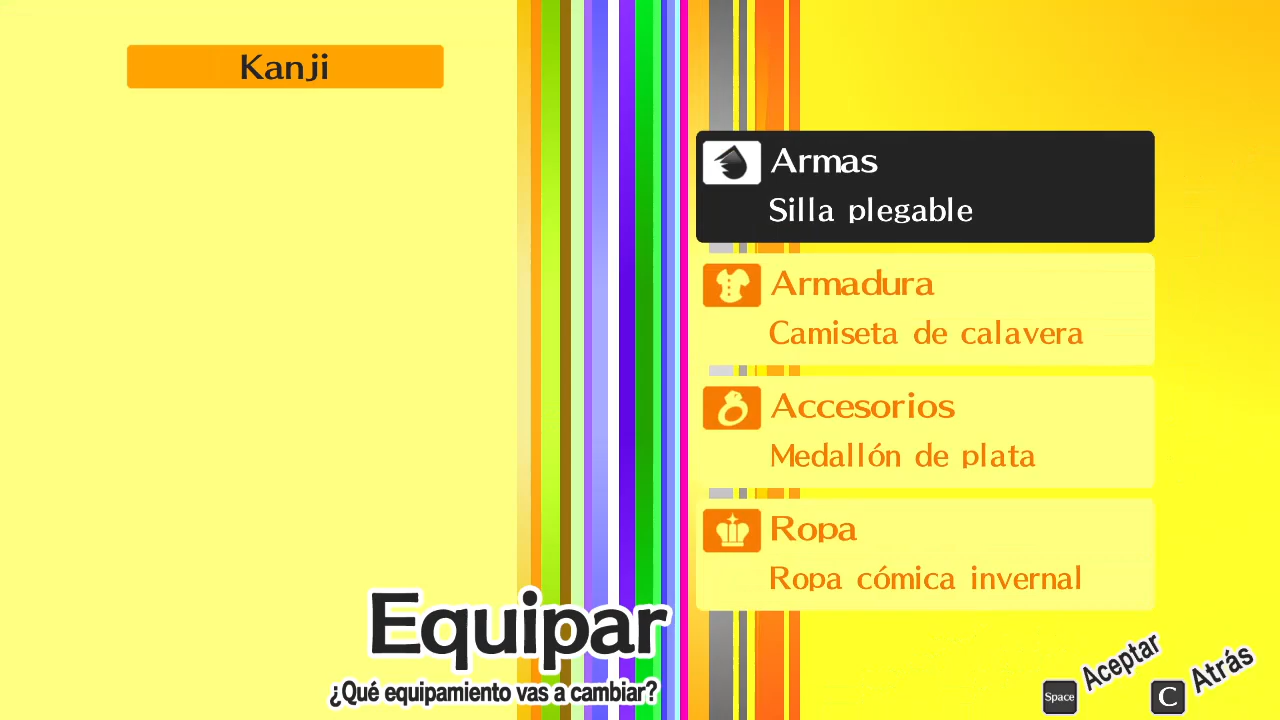 Kanji
Armas
Silla plegable
Armadura
Camiseta de calavera
Accesorios
Medallón de plata
Ropa
Ropa cómica invernal
Equipar
¿Qué equipamiento vas a cambiar?
Space Aceptar
C Atrás